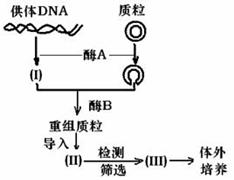 供体DNA 质粒
酶A
(I)
酶B
重组质粒
导入
(II) 检测 筛选 (III) 体外 培养